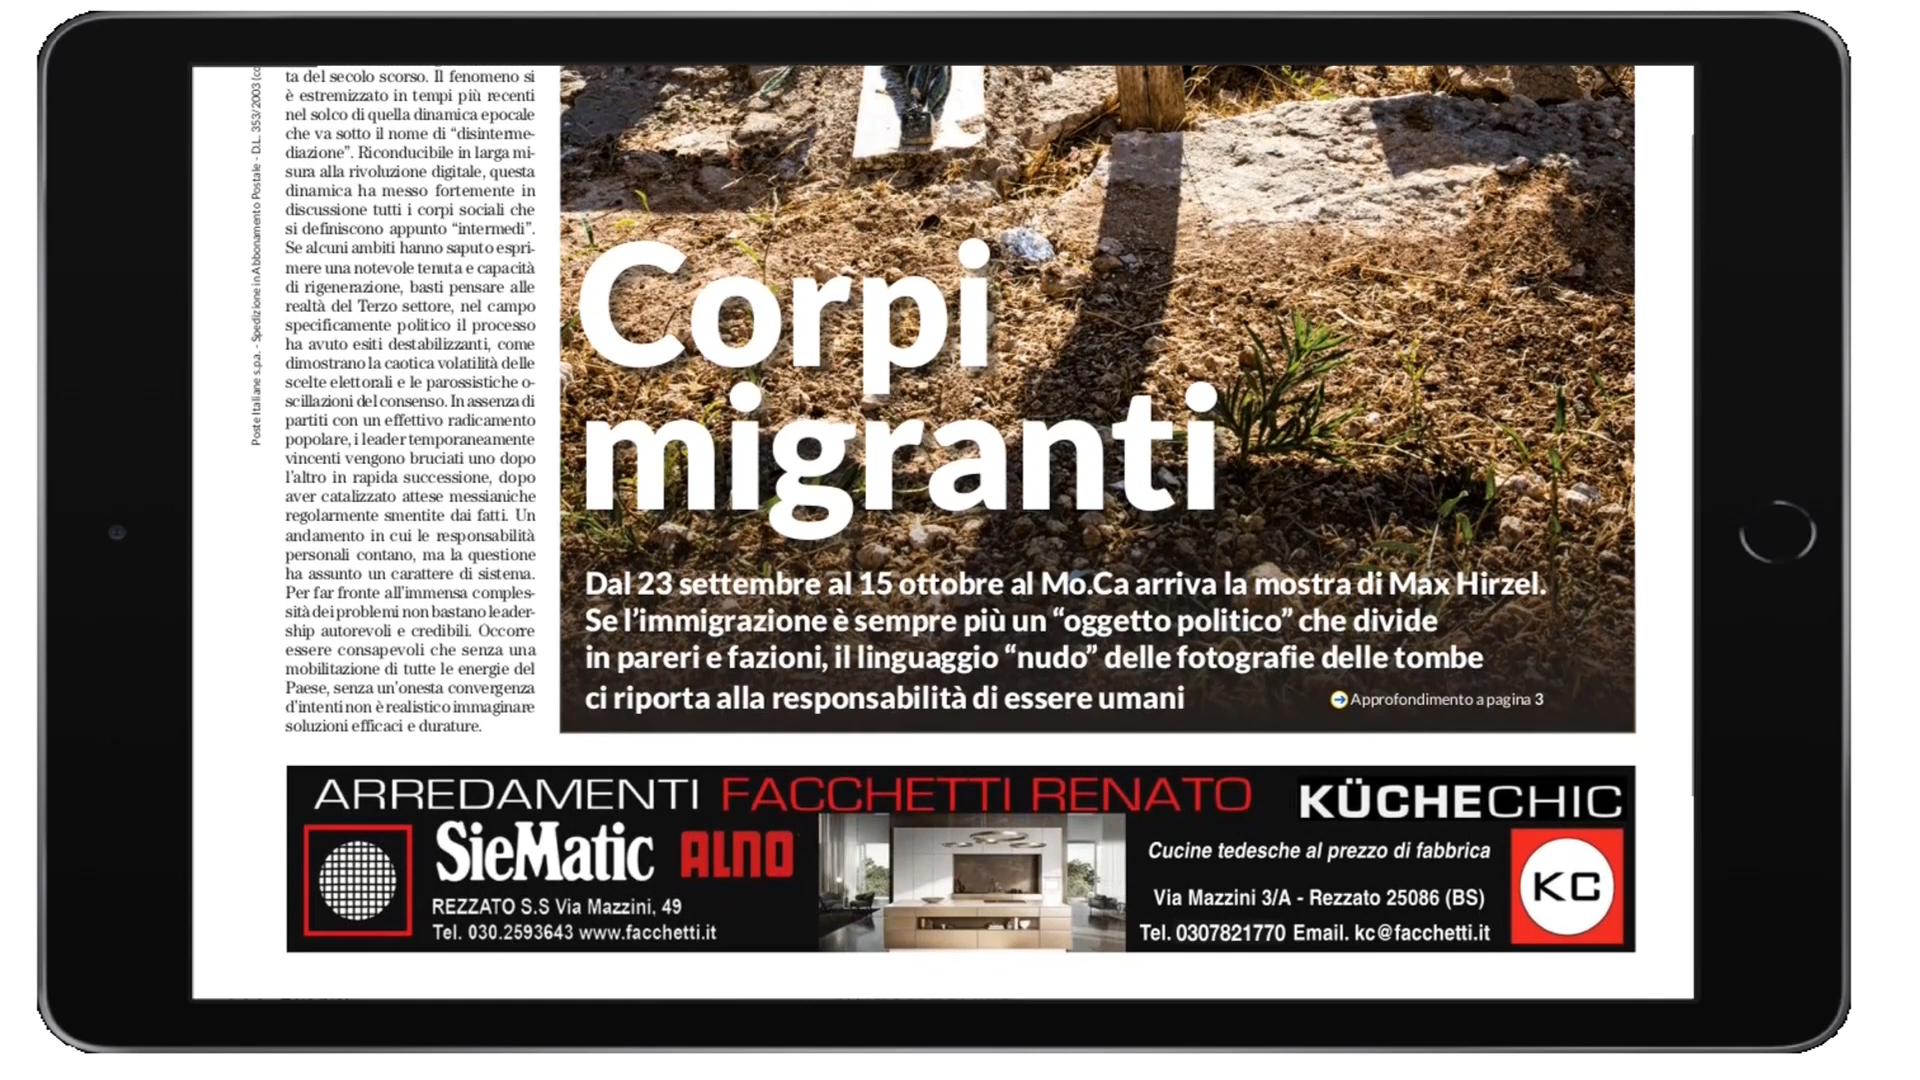 Poste Italiane s.p.a. - Spedizione in Abbonamento Postale - D.L. 353/2003
ta del secolo scorso. Il fenomeno si
è estremizzato in tempi più recenti
nel solco di quella dinamica epocale
che va sotto il nome di “disinterme-
diazione”. Riconducibile in larga mi-
sura alla rivoluzione digitale, questa
dinamica ha messo fortemente in
discussione tutti i corpi sociali che
si definiscono appunto “intermedi”.
Se alcuni ambiti hanno saputo espri-
mere una notevole tenuta e capacità
di rigenerazione, basti pensare alle
realtà del Terzo settore, nel campo
specificamente politico il processo
ha avuto esiti destabilizzanti, come
dimostrano la caotica volatilità delle
scelte elettorali e le parossistiche o-
scillazioni del consenso. In assenza di
partiti con un effettivo radicamento
popolare, i leader temporaneamente
vincenti vengono bruciati uno dopo
l’altro in rapida successione, dopo
aver catalizzato attese messianiche
regolarmente smentite dai fatti. Un
andamento in cui le responsabilità
personali contano, ma la questione
ha assunto un carattere di sistema.
Per far fronte all’immensa comples-
sità dei problemi non bastano leader-
ship autorevoli e credibili. Occorre
essere consapevoli che senza una
mobilitazione di tutte le energie del
Paese, senza un’onesta convergenza
d’intenti non è realistico immaginare
soluzioni efficaci e durature.
Corpi
migranti
Dal 23 settembre al 15 ottobre al Mo.Ca arriva la mostra di Max Hirzel.
Se l’immigrazione è sempre più un “oggetto politico” che divide
in pareri e fazioni, il linguaggio “nudo” delle fotografie delle tombe
ci riporta alla responsabilità di essere umani
Approfondimento a pagina 3
ARREDAMENTI FACCHETTI RENATO
SieMatic ALNO
REZZATO S.S Via Mazzini, 49
Tel. 030.2593643 www.facchetti.it
KÜCHECHIC
Cucine tedesche al prezzo di fabbrica
Via Mazzini 3/A - Rezzato 25086 (BS)
Tel. 0307821770 Email. kc@facchetti.it
KC